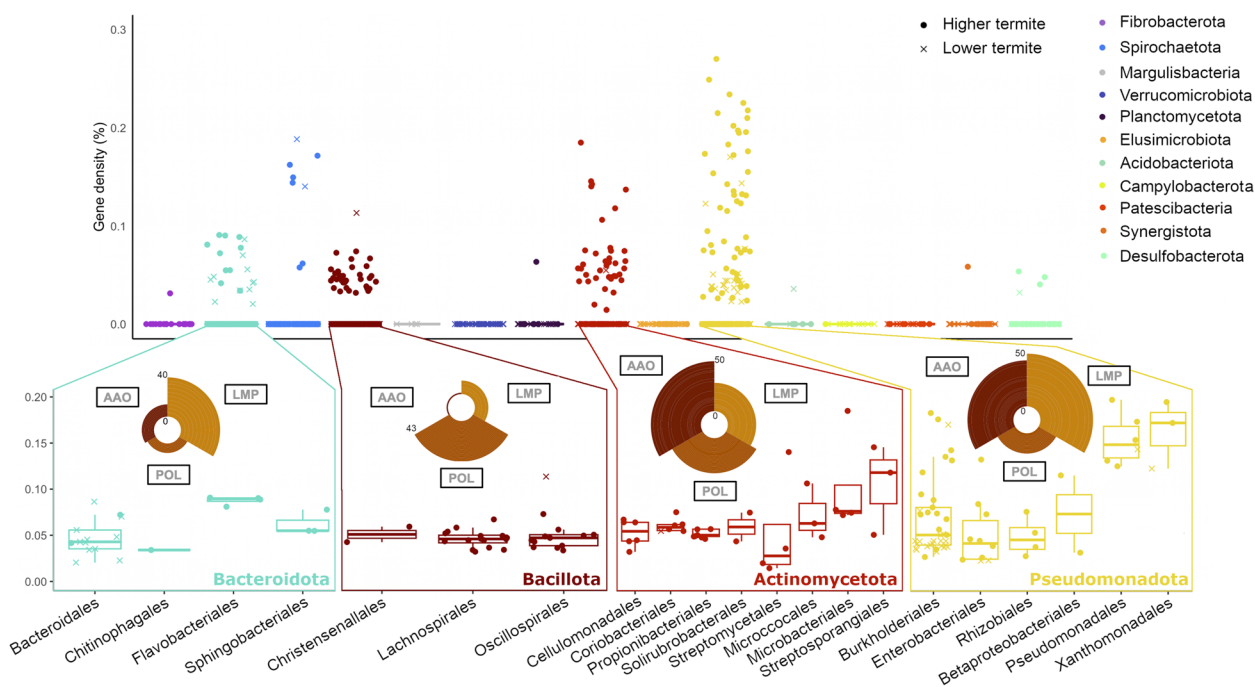 0.3
0.2
0.1
0.0
Gene density (%)
Higher termite
Lower termite
Fibrobacterota
Spirochaetota
Margulisbacteria
Verrucomicrobiota
Planctomycetota
Elusimicrobiota
Acidobacteriota
Campylobacterota
Patescibacteria
Synergistota
Desulfobacterota
0.20
0.15
0.10
0.05
0.00
AAO
40
LMP
0
POL
Bacteroidota
AAO
LMP
43
POL
Bacillota
AAO
50
LMP
0
POL
Actinomycetota
AAO
50
LMP
0
POL
Pseudomonadota
Bacteroidales
Chitinophagales
Flavobacteriales
Sphingobacteriales
Christensenallales
Lachnospirales
Oscillospirales
Cellulomonadales
Coriobacteriales
Propionibacteriales
Solirubrobacterales
Streptomycetales
Micrococcales
Microbacteriales
Streptosporangiales
Burkholderiales
Enterobacterales
Rhizobiales
Betaproteobacteriales
Pseudomonadales
Xanthomonadales